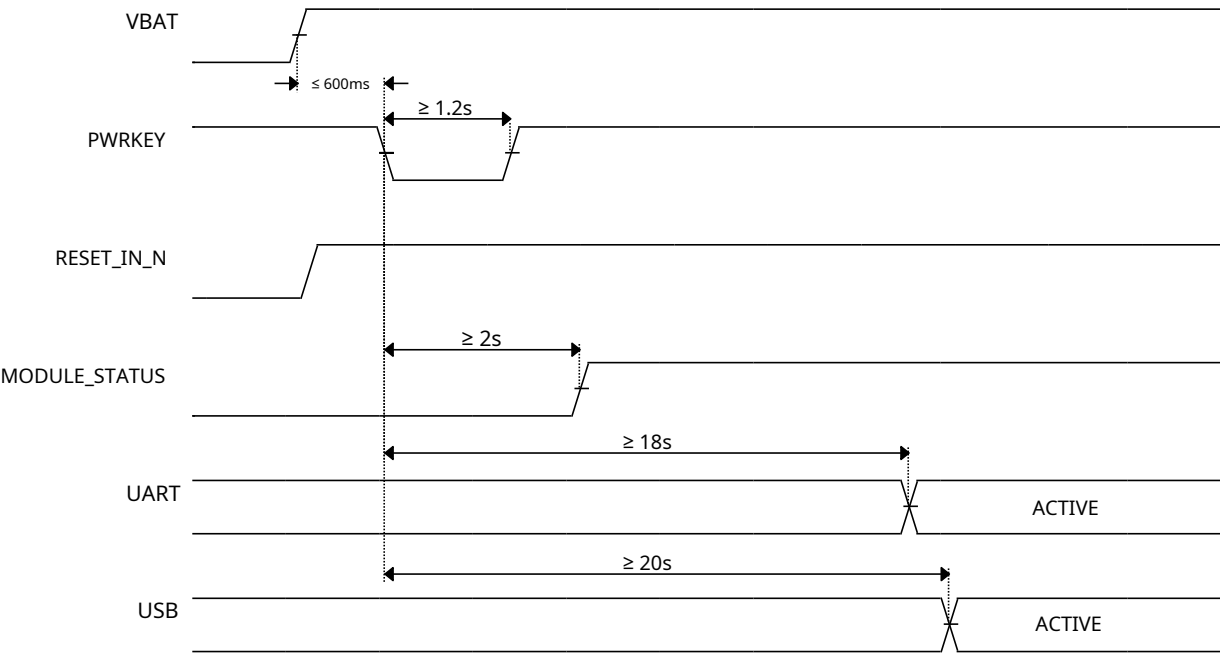 VBAT
≤ 600ms
≥ 1.2s
PWRKEY
RESET_IN_N
≥ 2s
MODULE_STATUS
≥ 18s
UART
ACTIVE
≥ 20s
USB
ACTIVE